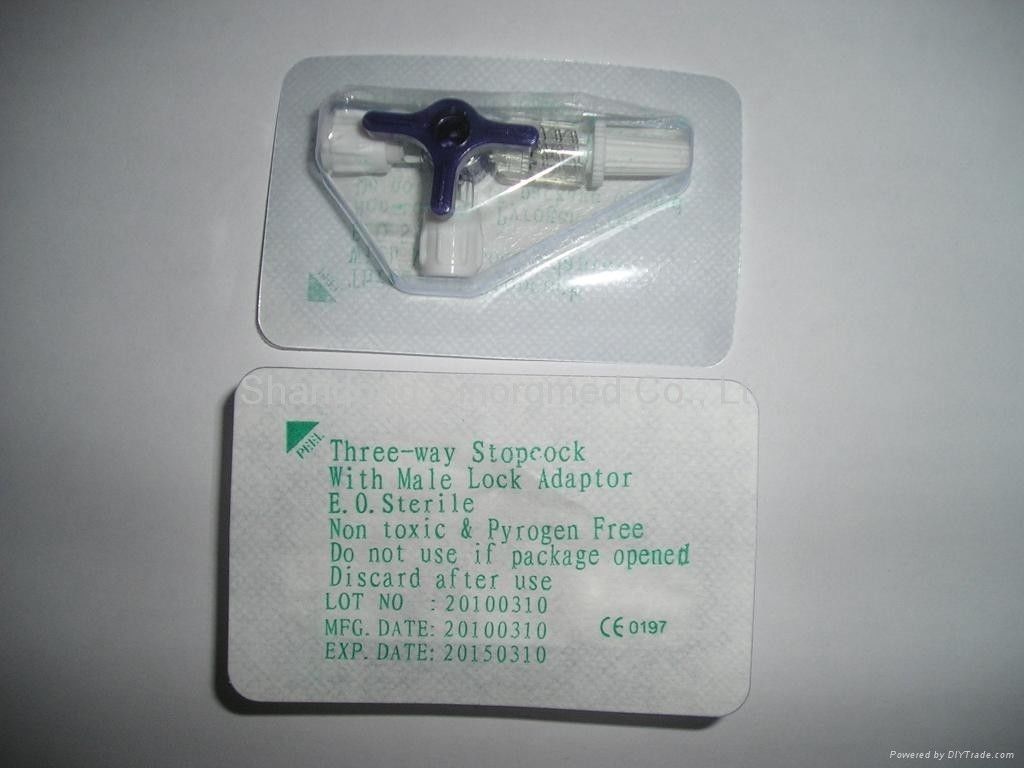 PEEL
Three-way Stopcock
With Male Lock Adaptor
E.O.Sterile
Non toxic & Pyrogen Free
Do not use if package opened
Discard after use
LOT NO : 20100310
MFG. DATE: 20100310
EXP. DATE: 20150310
CE 0197
Powered by DIYTrade.com